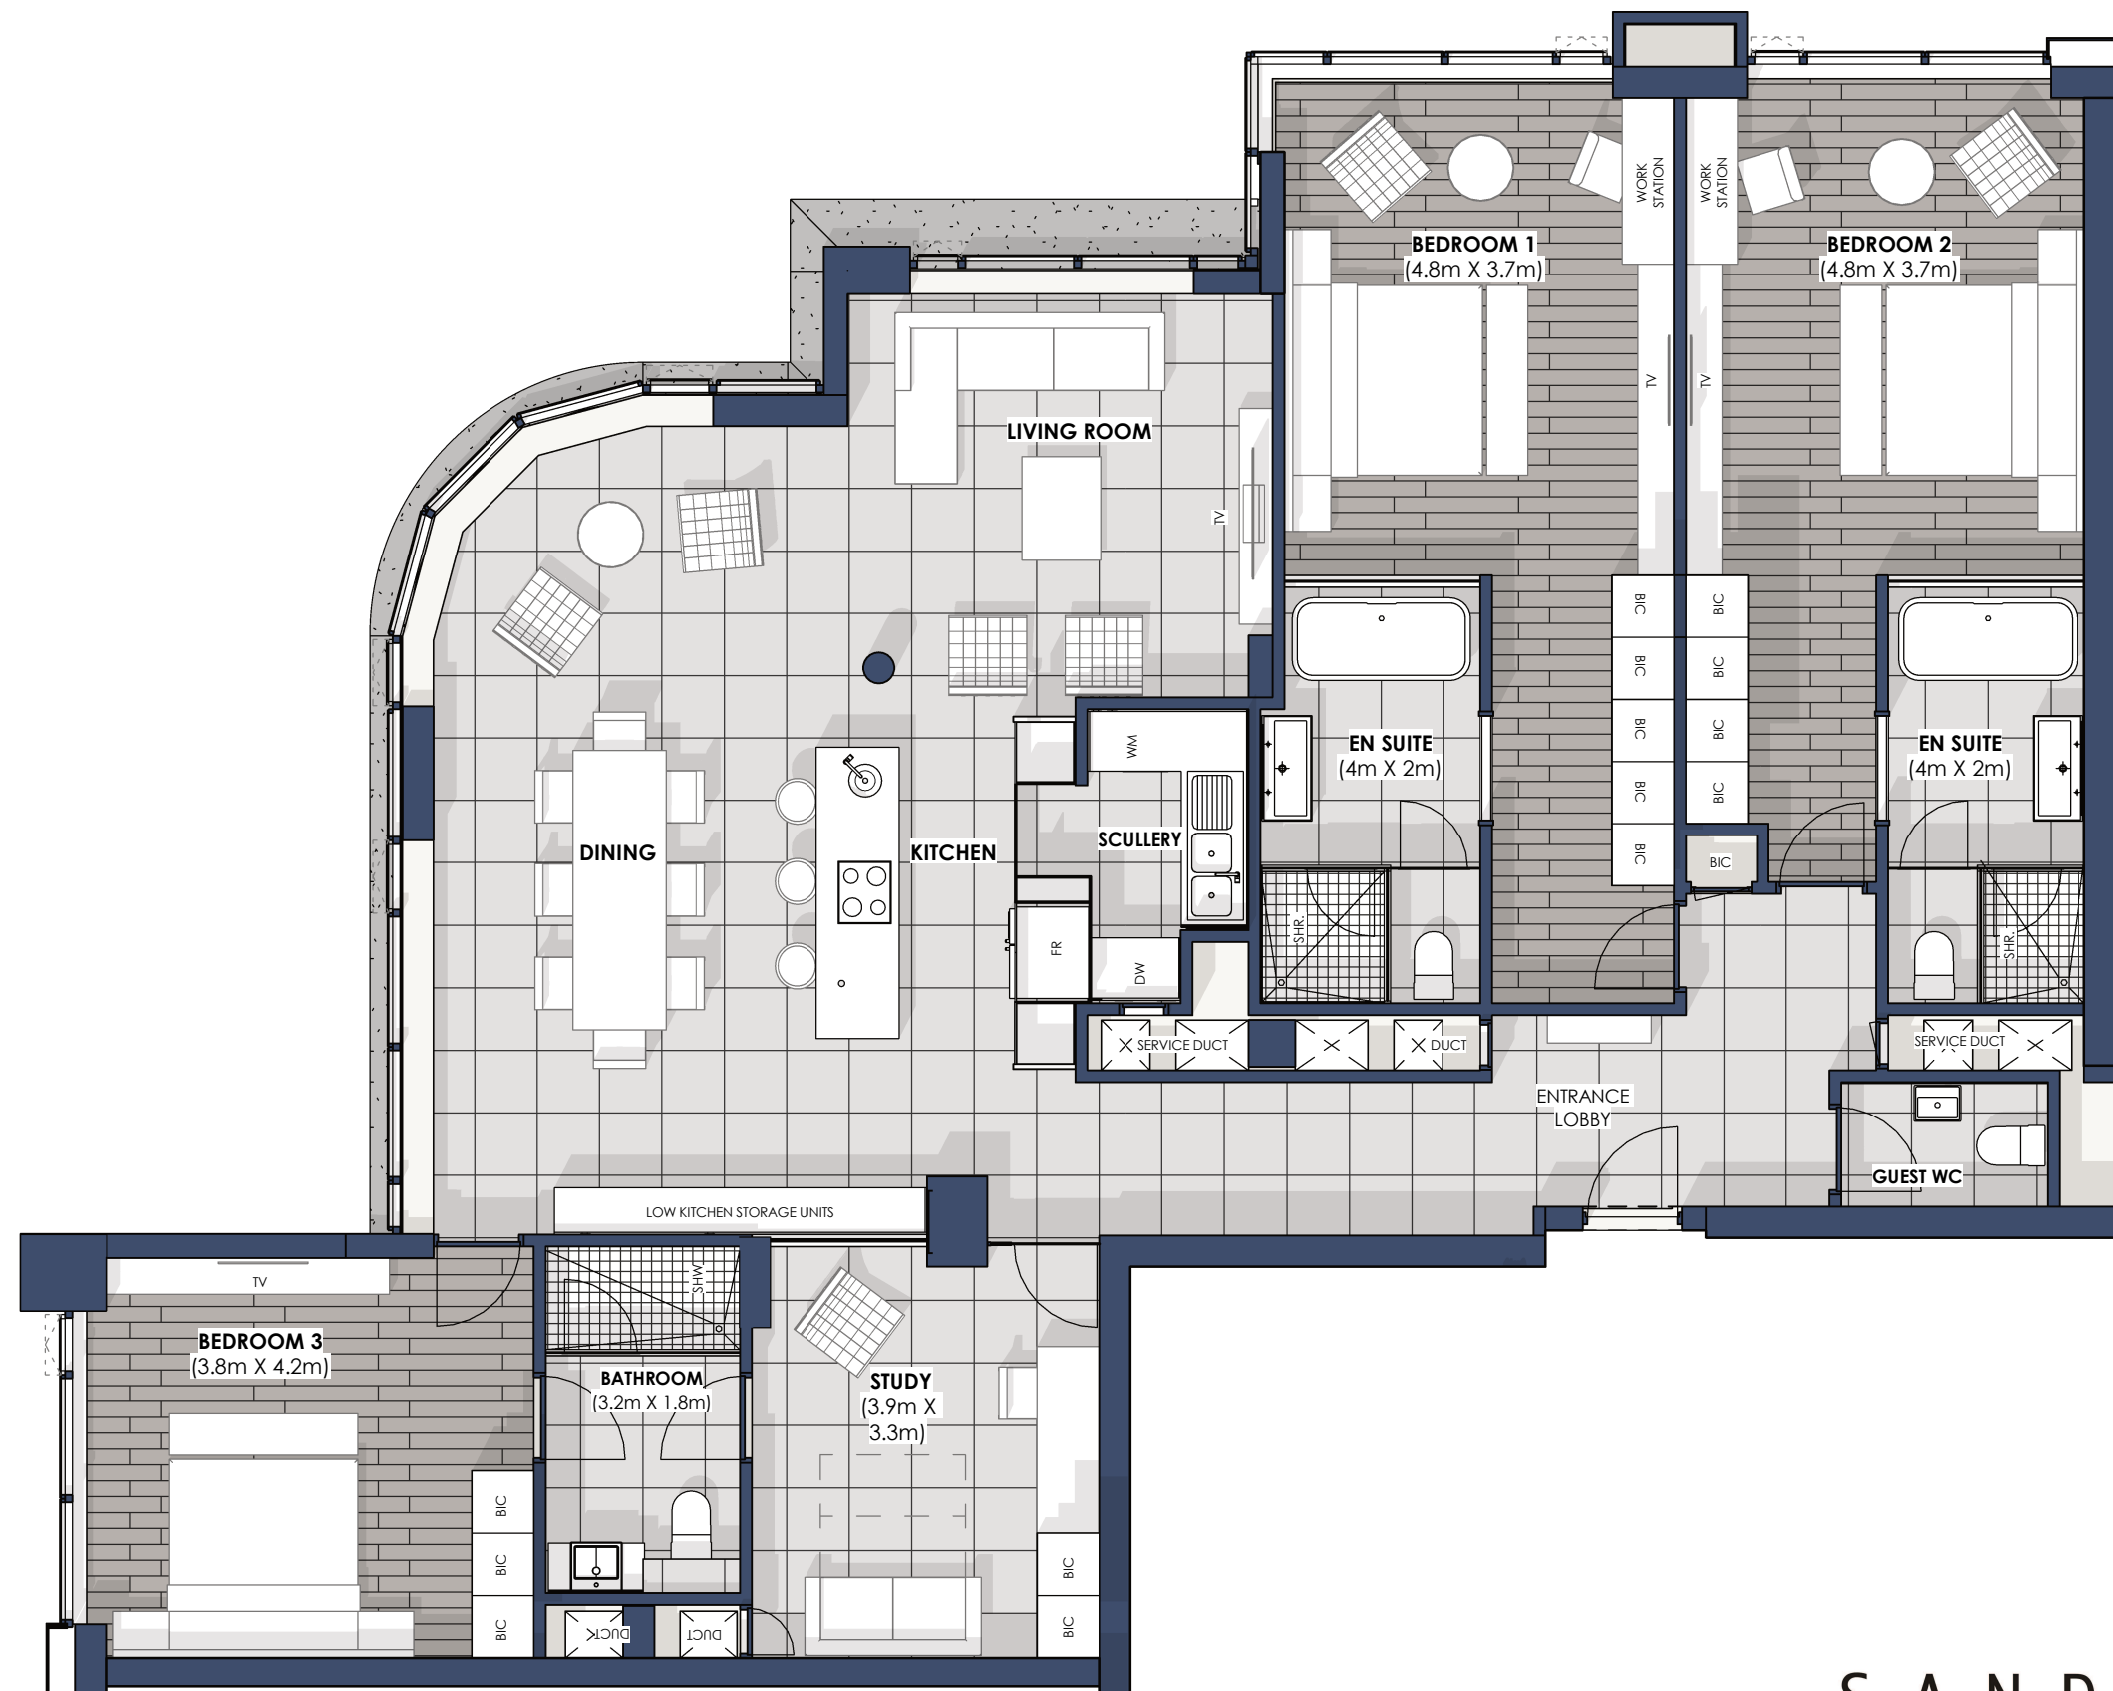 WORK
STATION
WORK
STATION
BEDROOM 1
(4.8m X 3.7m)
BEDROOM 2
(4.8m X 3.7m)
TV
TV
LIVING ROOM
TV
BIC
BIC
BIC
BIC
BIC
BIC
BIC
BIC
BIC
BIC
WM
EN SUITE
(4m X 2m)
EN SUITE
(4m X 2m)
DINING
KITCHEN
SCULLERY
FR
DW
SHR.
SHR.
SERVICE DUCT
DUCT
SERVICE DUCT
ENTRANCE
LOBBY
GUEST WC
LOW KITCHEN STORAGE UNITS
TV
SHW
BEDROOM 3
(3.8m X 4.2m)
BATHROOM
(3.2m X 1.8m)
STUDY
(3.9m X
3.3m)
BIC
BIC
BIC
BIC
BIC
DUCT
DUCT
S A N D